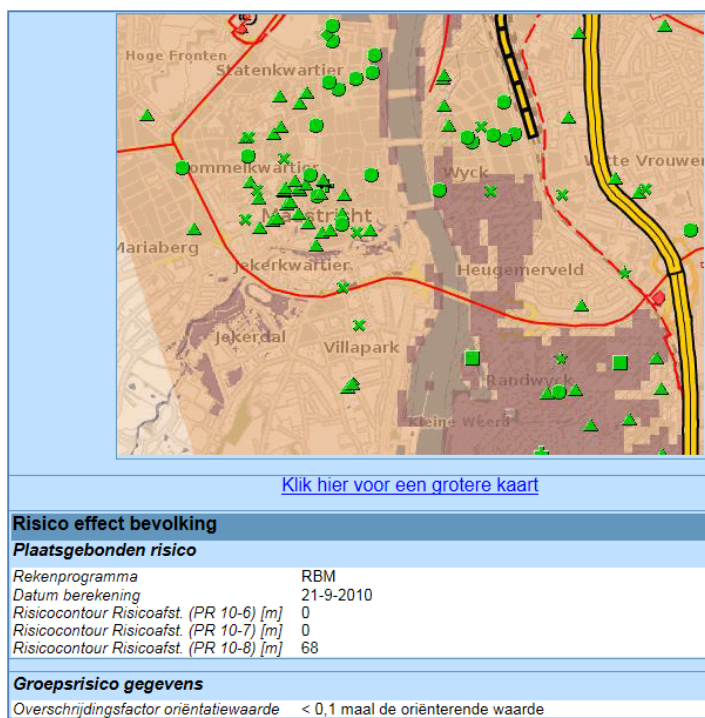 Hoge Fronten
Statenkwartier
ommelkwartier
Wyck
itte Vrouwen
Maastricht
Mariaberg
Jekerkwartier
Heugemerveld
Jekerdal
Villapark
Randwyck
Kleine Weerd
Klik hier voor een grotere kaart
Risico effect bevolking
Plaatsgebonden risico
Rekenprogramma RBM
Datum berekening 21-9-2010
Risicocontour Risicoafst. (PR 10-6) [m] 0
Risicocontour Risicoafst. (PR 10-7) [m] 0
Risicocontour Risicoafst. (PR 10-8) [m] 68
Groepsrisico gegevens
Overschrijdingsfactor oriëntatiewaarde < 0,1 maal de oriënterende waarde